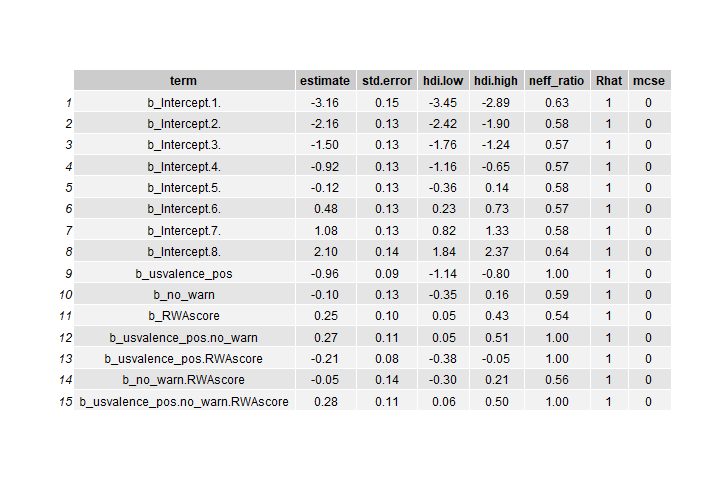 term estimate std.error hdi.low hdi.high neff_ratio Rhat mcse
1 b_Intercept.1. -3.16 0.15 -3.45 -2.89 0.63 1 0
2 b_Intercept.2. -2.16 0.13 -2.42 -1.90 0.58 1 0
3 b_Intercept.3. -1.50 0.13 -1.76 -1.24 0.57 1 0
4 b_Intercept.4. -0.92 0.13 -1.16 -0.65 0.57 1 0
5 b_Intercept.5. -0.12 0.13 -0.36 0.14 0.58 1 0
6 b_Intercept.6. 0.48 0.13 0.23 0.73 0.57 1 0
7 b_Intercept.7. 1.08 0.13 0.82 1.33 0.58 1 0
8 b_Intercept.8. 2.10 0.14 1.84 2.37 0.64 1 0
9 b_usvalence_pos -0.96 0.09 -1.14 -0.80 1.00 1 0
10 b_no_warn -0.10 0.13 -0.35 0.16 0.59 1 0
11 b_RWAscore 0.25 0.10 0.05 0.43 0.54 1 0
12 b_usvalence_pos.no_warn 0.27 0.11 0.05 0.51 1.00 1 0
13 b_usvalence_pos.RWAscore -0.21 0.08 -0.38 -0.05 1.00 1 0
14 b_no_warn.RWAscore -0.05 0.14 -0.30 0.21 0.56 1 0
15 b_usvalence_pos.no_warn.RWAscore 0.28 0.11 0.06 0.50 1.00 1 0